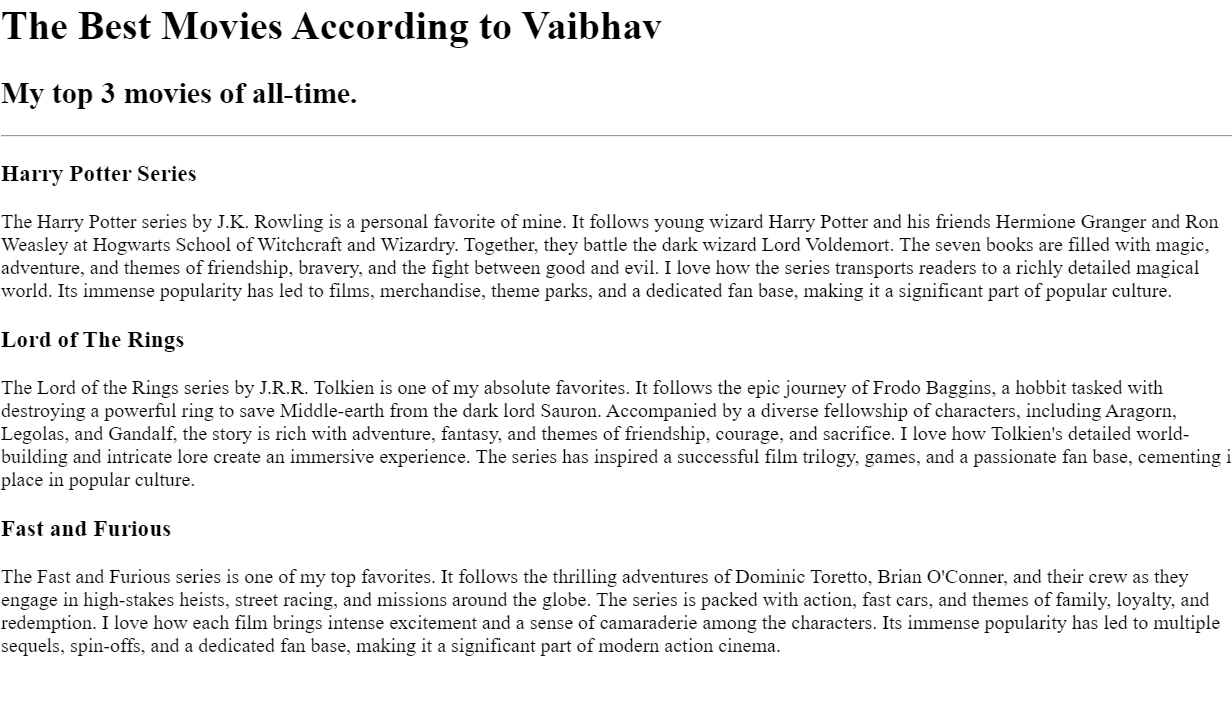 The Best Movies According to Vaibhav
My top 3 movies of all-time.
Harry Potter Series
The Harry Potter series by J.K. Rowling is a personal favorite of mine. It follows young wizard Harry Potter and his friends Hermione Granger and Ron
Weasley at Hogwarts School of Witchcraft and Wizardry. Together, they battle the dark wizard Lord Voldemort. The seven books are filled with magic,
adventure, and themes of friendship, bravery, and the fight between good and evil. I love how the series transports readers to a richly detailed magical
world. Its immense popularity has led to films, merchandise, theme parks, and a dedicated fan base, making it a significant part of popular culture.
Lord of The Rings
The Lord of the Rings series by J.R.R. Tolkien is one of my absolute favorites. It follows the epic journey of Frodo Baggins, a hobbit tasked with
destroying a powerful ring to save Middle-earth from the dark lord Sauron. Accompanied by a diverse fellowship of characters, including Aragorn,
Legolas, and Gandalf, the story is rich with adventure, fantasy, and themes of friendship, courage, and sacrifice. I love how Tolkien's detailed world-
building and intricate lore create an immersive experience. The series has inspired a successful film trilogy, games, and a passionate fan base, cementing
place in popular culture.
Fast and Furious
The Fast and Furious series is one of my top favorites. It follows the thrilling adventures of Dominic Toretto, Brian O'Conner, and their crew as they
engage in high-stakes heists, street racing, and missions around the globe. The series is packed with action, fast cars, and themes of family, loyalty, and
redemption. I love how each film brings intense excitement and a sense of camaraderie among the characters. Its immense popularity has led to multiple
sequels, spin-offs, and a dedicated fan base, making it a significant part of modern action cinema.